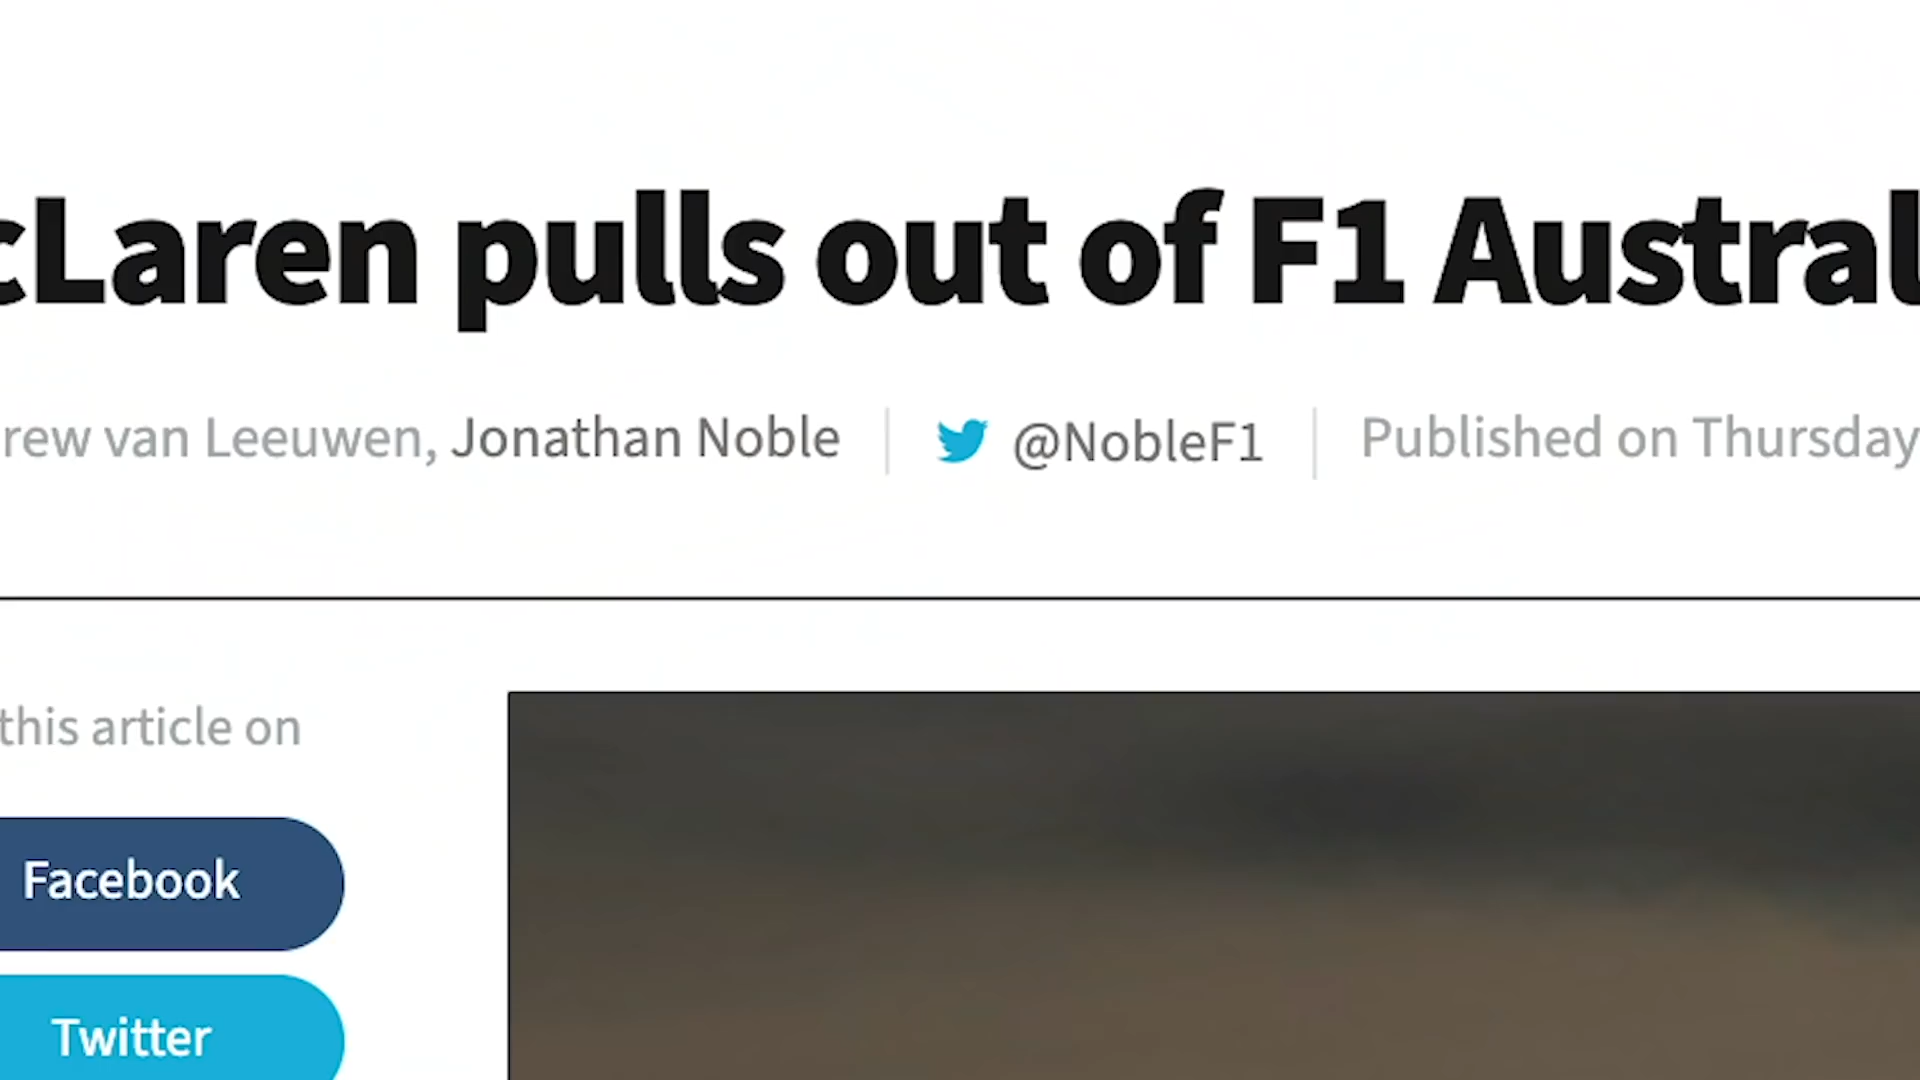 cLaren pulls out of F1 Austral
rew van Leeuwen, Jonathan Noble @NobleF1 Published on Thursday
this article on
Facebook
Twitter